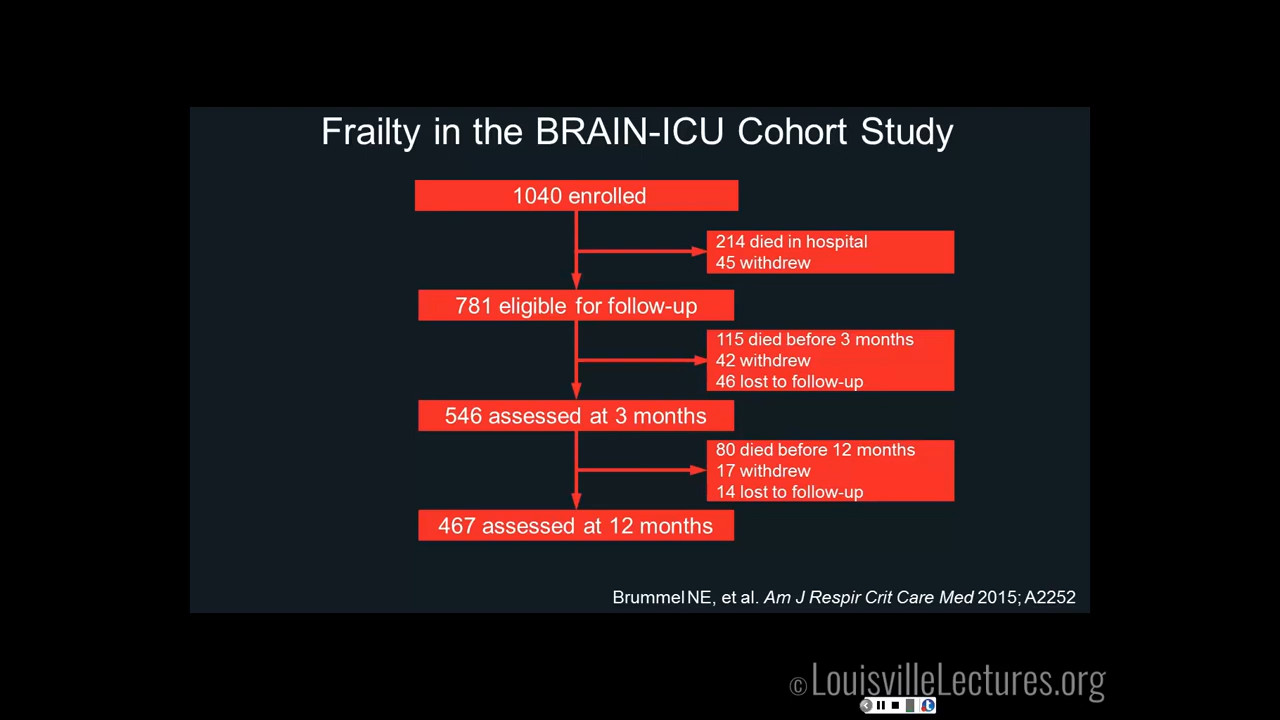 Frailty in the BRAIN-ICU Cohort Study
1040 enrolled
214 died in hospital
45 withdrew
781 eligible for follow-up
115 died before 3 months
42 withdrew
46 lost to follow-up
546 assessed at 3 months
80 died before 12 months
17 withdrew
14 lost to follow-up
467 assessed at 12 months
Brummel NE, et al. Am J Respir Crit Care Med 2015; A2252
© LouisvilleLectures.org